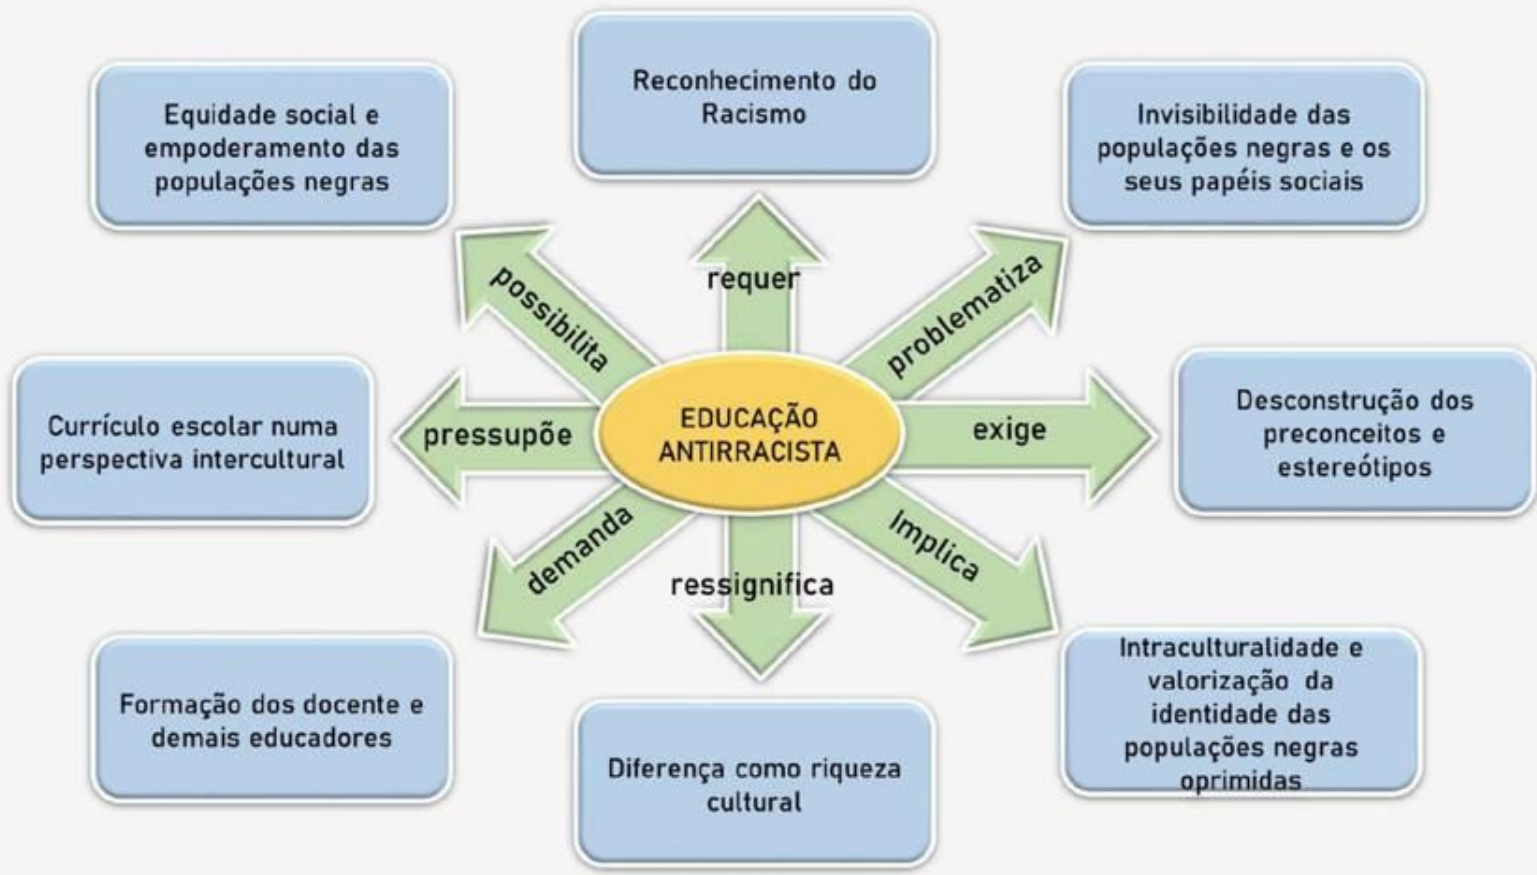 Reconhecimento do
Racismo
Equidade social e
empoderamento das
populações negras
Invisibilidade das
populações negras e os
seus papéis sociais
possibilita
requer
problematiza
Currículo escolar numa
perspectiva intercultural
pressupõe
EDUCAÇÃO
ANTIRRACISTA
exige
Desconstrução dos
preconceitos e
estereótipos
demanda
ressignifica
Implica
Formação dos docente e
demais educadores
Diferença como riqueza
cultural
Intraculturalidade e
valorização da
identidade das
populações negras
oprimidas